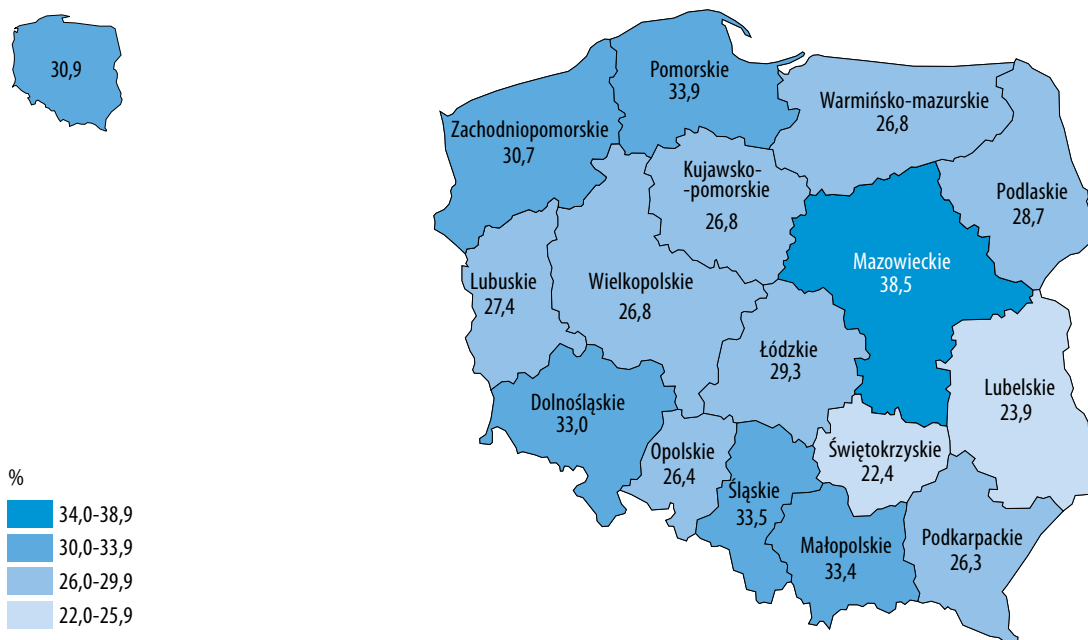 30,9
Pomorskie
33,9
Warmińsko-mazurskie
26,8
Zachodniopomorskie
30,7
Kujawsko-
-pomorskie
26,8
Podlaskie
28,7
Mazowieckie
38,5
Lubuskie
27,4
Wielkopolskie
26,8
Łódzkie
29,3
Lubelskie
23,9
Dolnośląskie
33,0
Opolskie
26,4
Świętokrzyskie
22,4
Śląskie
33,5
Małopolskie
33,4
Podkarpackie
26,3
%
34,0-38,9
30,0-33,9
26,0-29,9
22,0-25,9